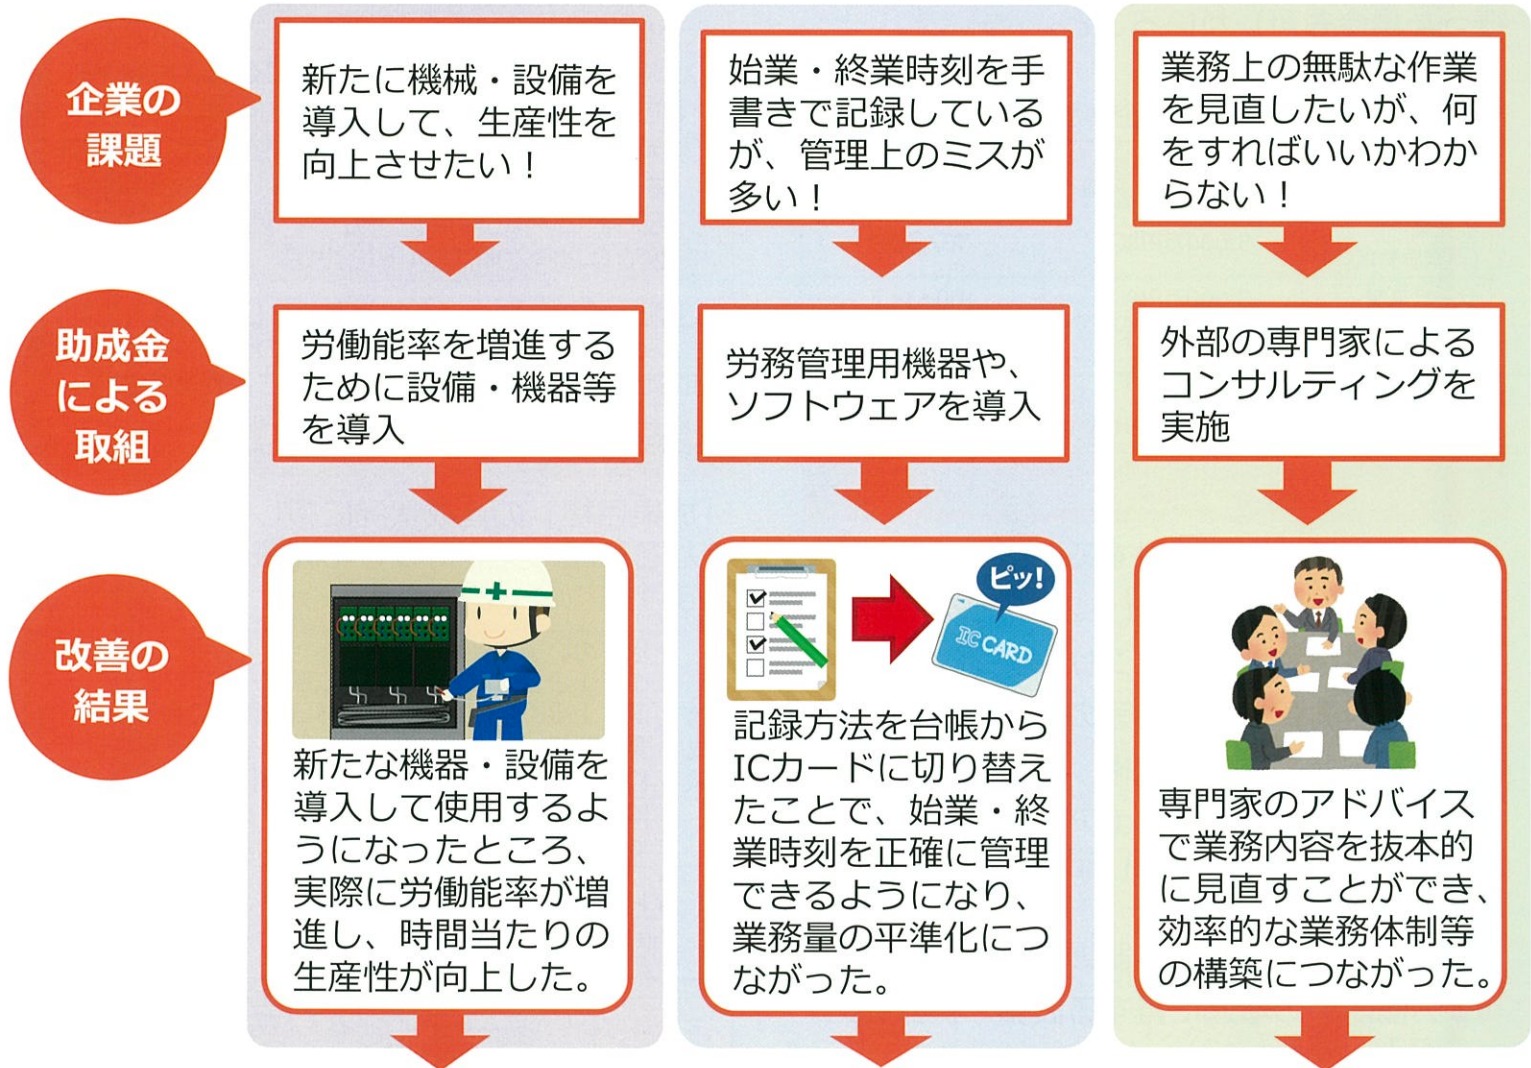 企業の
課題
新たに機械・設備を
導入して、生産性を
向上させたい！
始業・終業時刻を手
書きで記録している
が、管理上のミスが
多い！
業務上の無駄な作業
を見直したいが、何
をすればいいかわか
らない！
助成金
による
取組
労働能率を増進する
ために設備・機器等
を導入
労務管理用機器や、
ソフトウェアを導入
外部の専門家による
コンサルティングを
実施
改善の
結果
新たな機器・設備を
導入して使用するよ
うになったところ、
実際に労働能率が増
進し、時間当たりの
生産性が向上した。
ピッ!
IC CARD
記録方法を台帳から
ICカードに切り替え
たことで、始業・終
業時刻を正確に管理
できるようになり、
業務量の平準化につ
ながった。
専門家のアドバイス
で業務内容を抜本的
に見直すことができ、
効率的な業務体制等
の構築につながった。